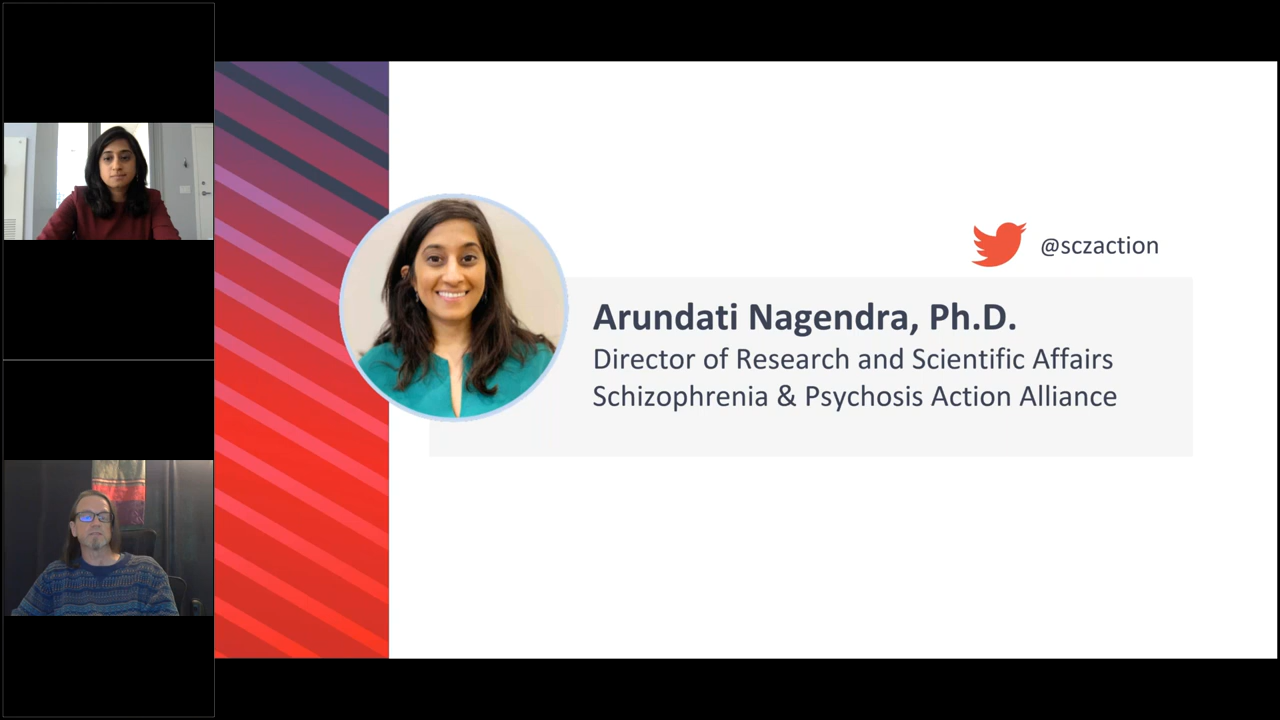 @sczaction
Arundati Nagendra, Ph.D.
Director of Research and Scientific Affairs
Schizophrenia & Psychosis Action Alliance